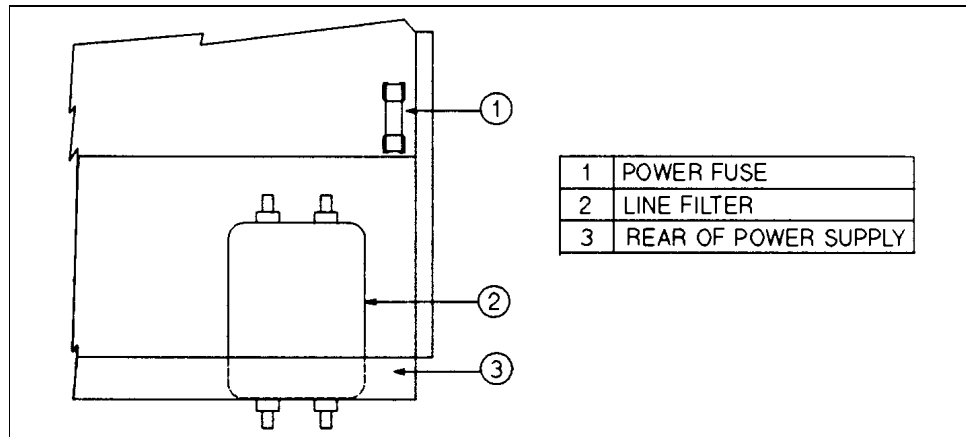 1
2
3
1 POWER FUSE
2 LINE FILTER
3 REAR OF POWER SUPPLY